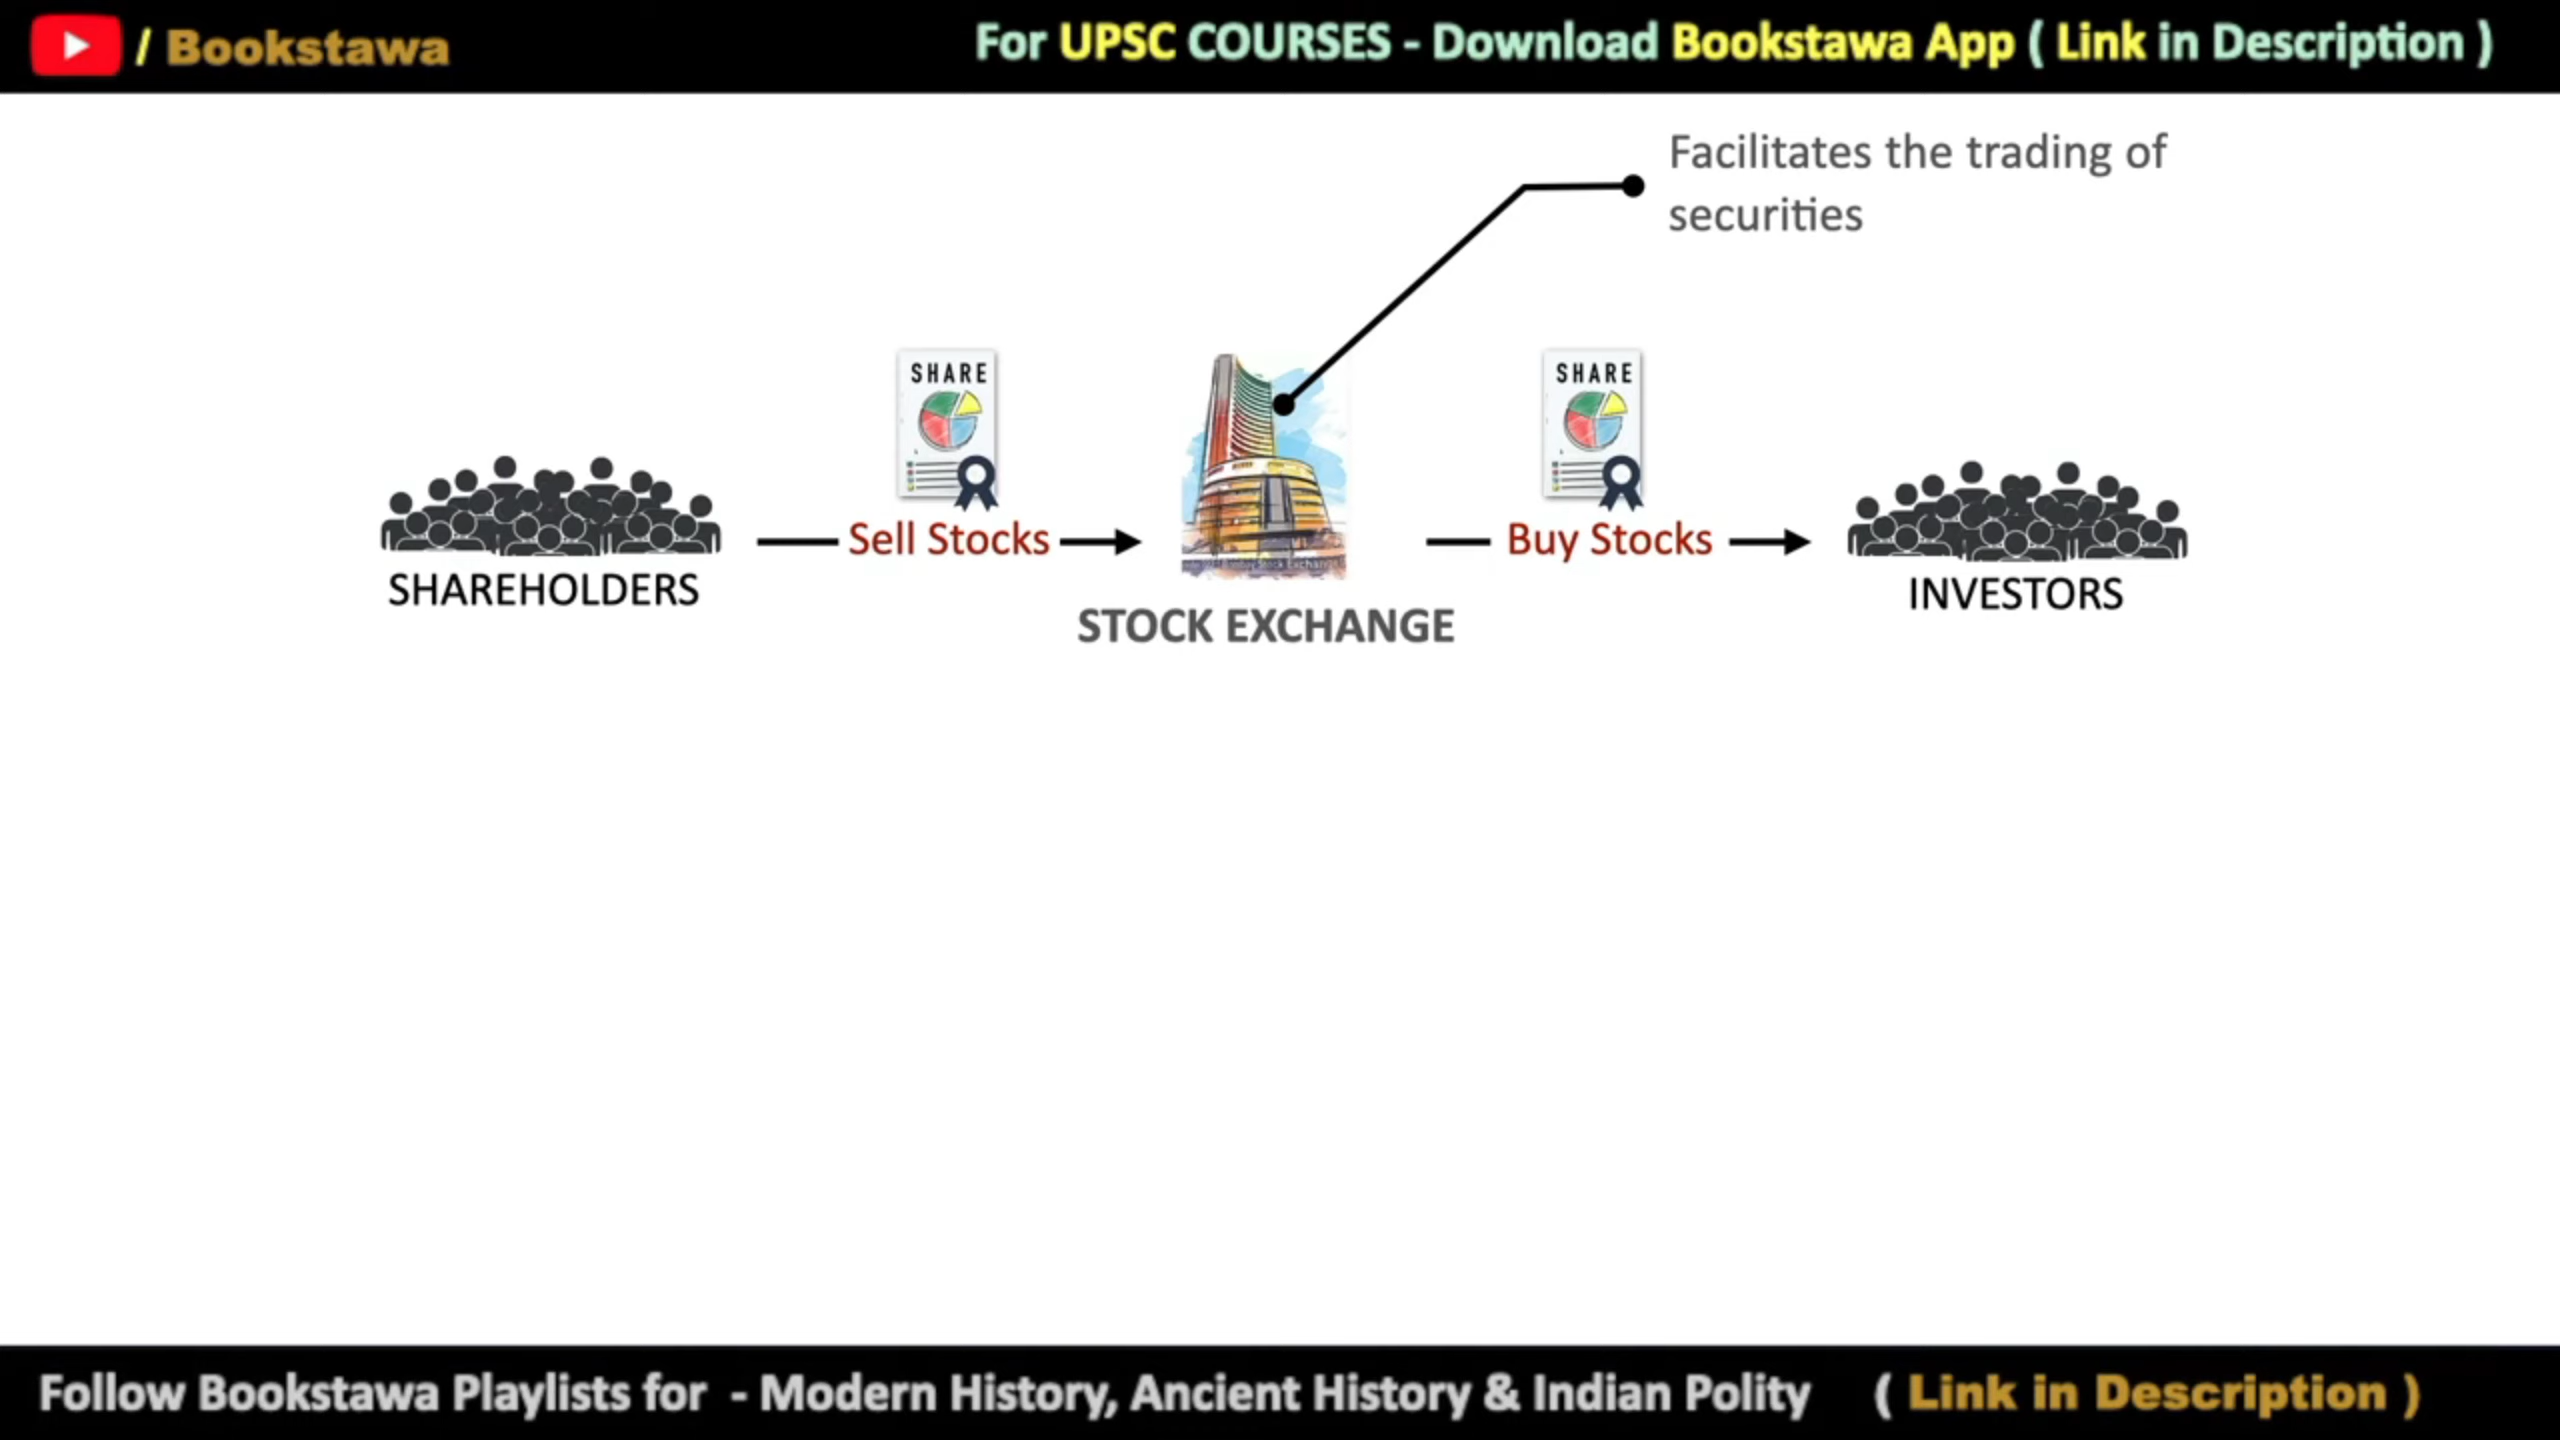 / Bookstawa
For UPSC COURSES - Download Bookstawa App ( Link in Description )
Facilitates the trading of
securities
SHARE
SHARE
Sell Stocks
Buy Stocks
SHAREHOLDERS
INVESTORS
STOCK EXCHANGE
Follow Bookstawa Playlists for - Modern History, Ancient History & Indian Polity ( Link in Description )